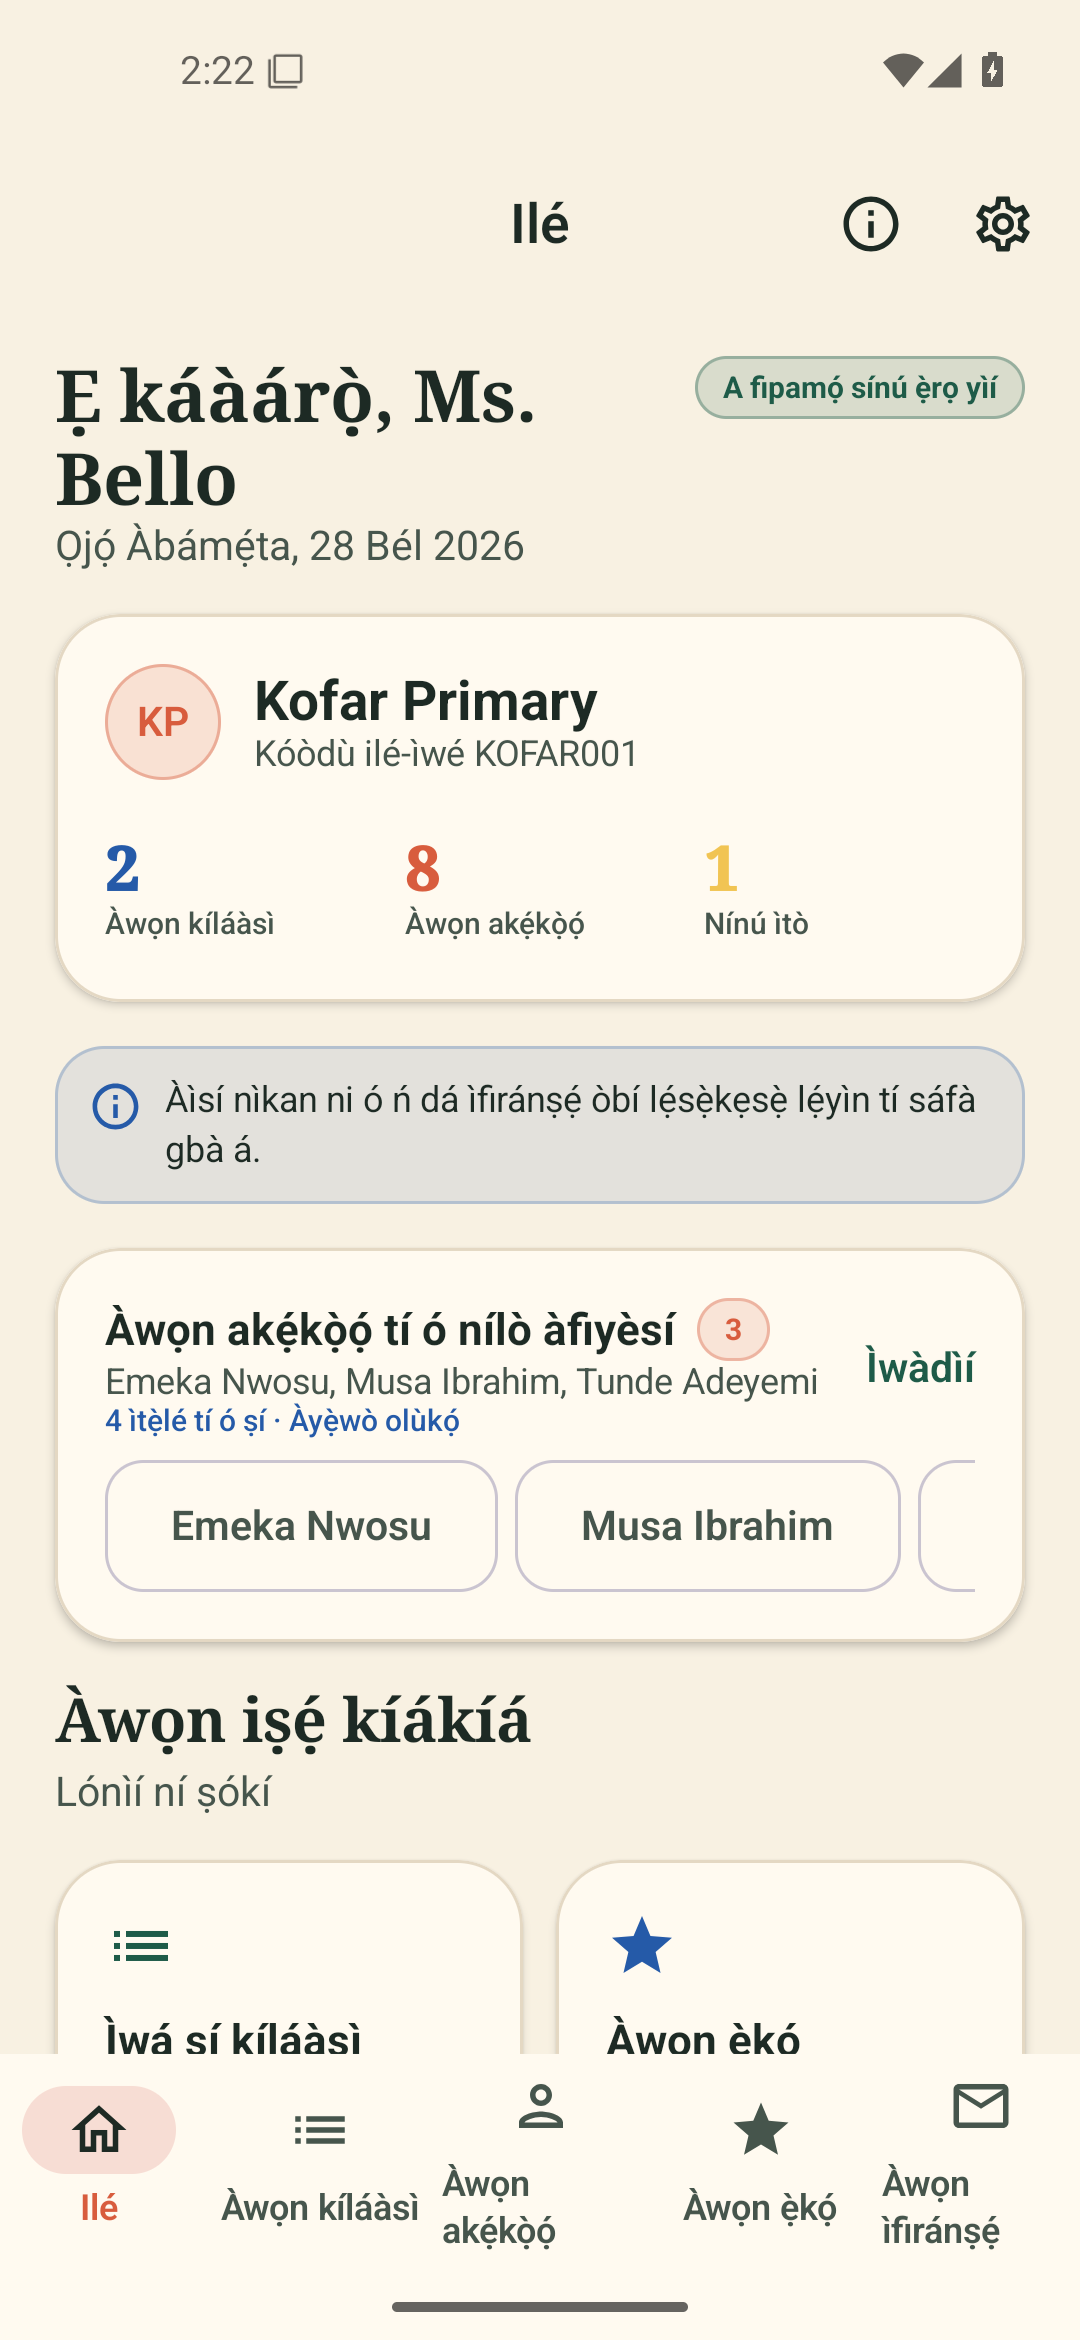 2:22
Ilé
Ẹ káàárọ̀, Ms.
Bello
A fipamọ́ sínú ẹ̀rọ yìí
Ọjọ́ Àbámẹ́ta, 28 Bél 2026
KP
Kofar Primary
Kóòdù ilé-ìwé KOFAR001
2
8
1
Àwọn kíláàsì
Àwọn akẹ́kọ̀ọ́
Nínú ìtò
Àìsí nìkan ni ó ń dá ìfiránṣẹ́ òbí lẹ́sẹ̀kẹsẹ̀ lẹ́yìn tí sáfà
gbà á.
Àwọn akẹ́kọ̀ọ́ tí ó nílò àfiyèsí
3
Emeka Nwosu, Musa Ibrahim, Tunde Adeyemi
Ìwàdìí
4 ìtẹ̀lé tí ó ṣí · Àyẹ̀wò olùkọ́
Emeka Nwosu
Musa Ibrahim
Àwọn iṣẹ́ kíákíá
Lónìí ní ṣókí
Ìwá sí kíláàsì
Àwọn ẹ̀kọ́
Ilé
Àwọn kíláàsì
Àwọn
akẹ́kọ̀ọ́
Àwọn ẹ̀kọ́
Àwọn
ìfiránṣẹ́